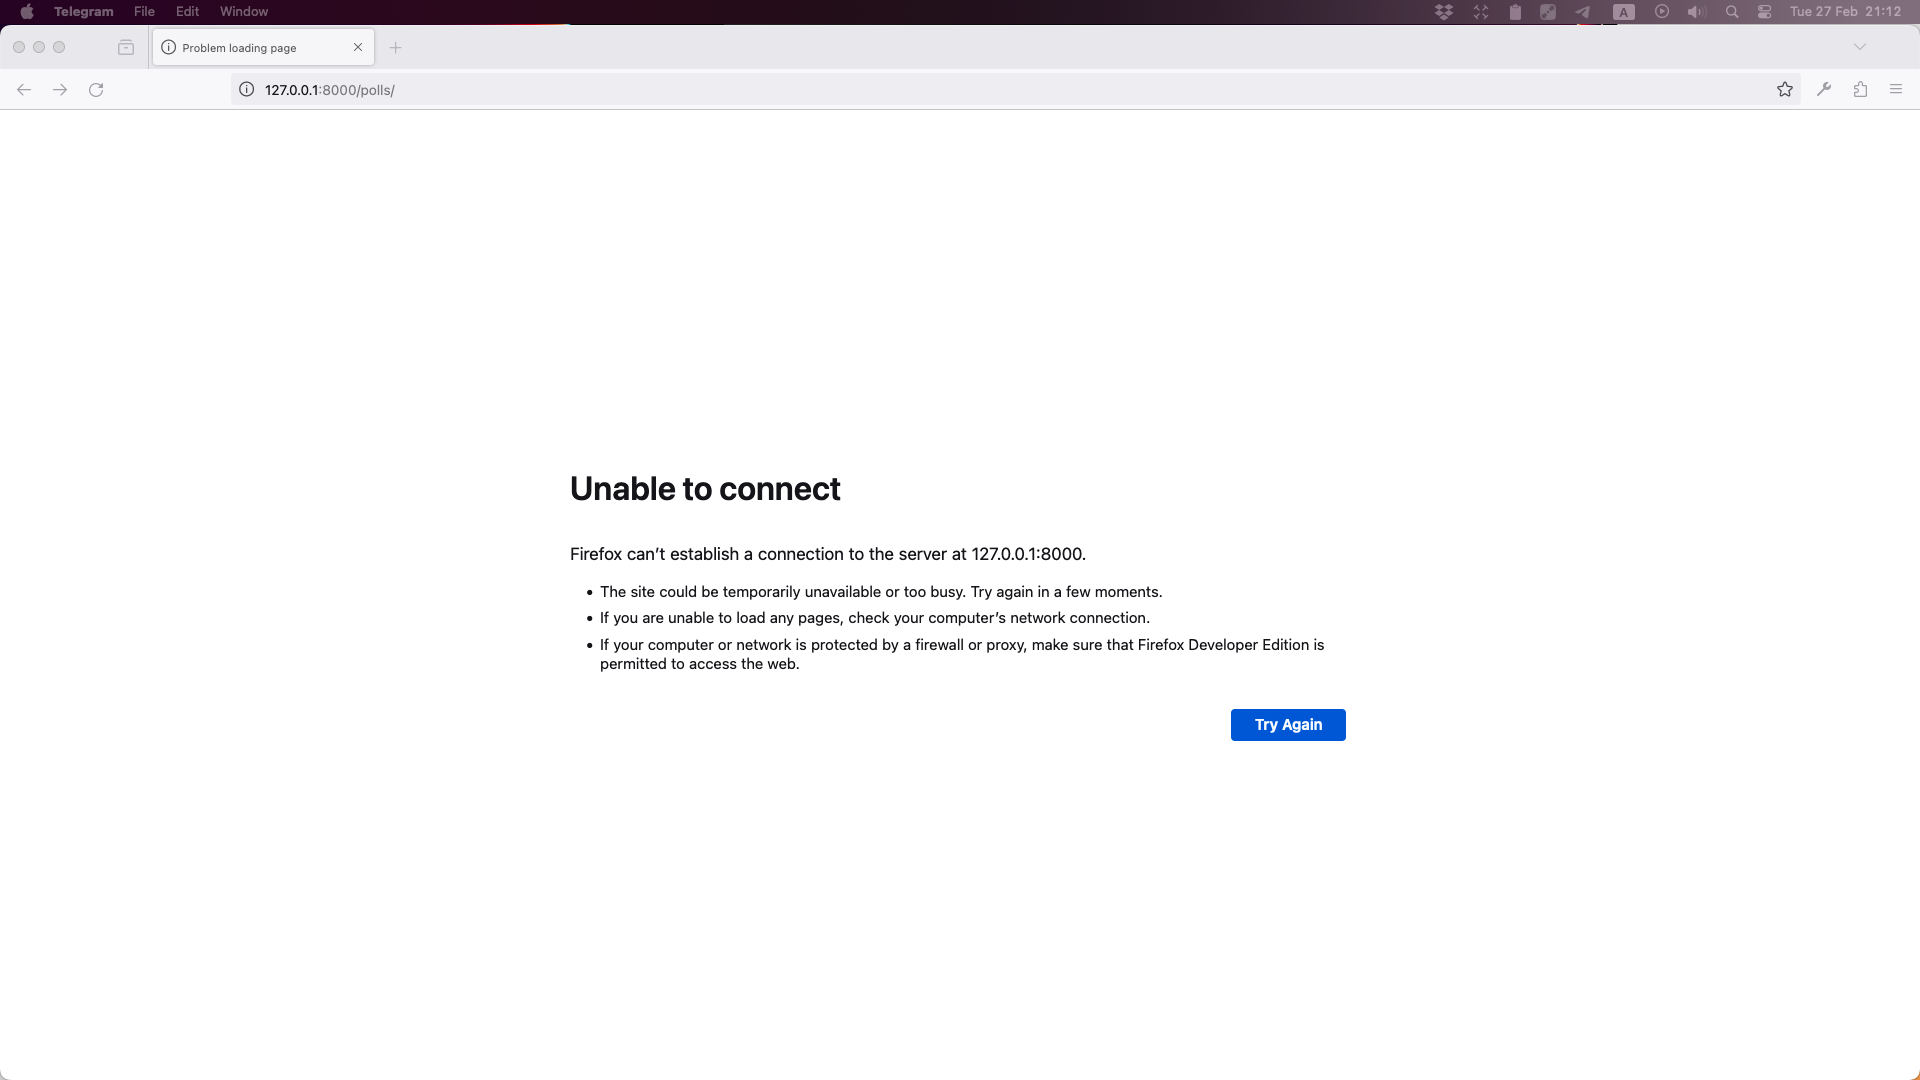 Telegram File Edit Window A Tue 27 Feb 21:12
Problem loading page
127.0.0.1:8000/polls/
Unable to connect
Firefox can’t establish a connection to the server at 127.0.0.1:8000.
• The site could be temporarily unavailable or too busy. Try again in a few moments.
• If you are unable to load any pages, check your computer’s network connection.
• If your computer or network is protected by a firewall or proxy, make sure that Firefox Developer Edition is
permitted to access the web.
Try Again